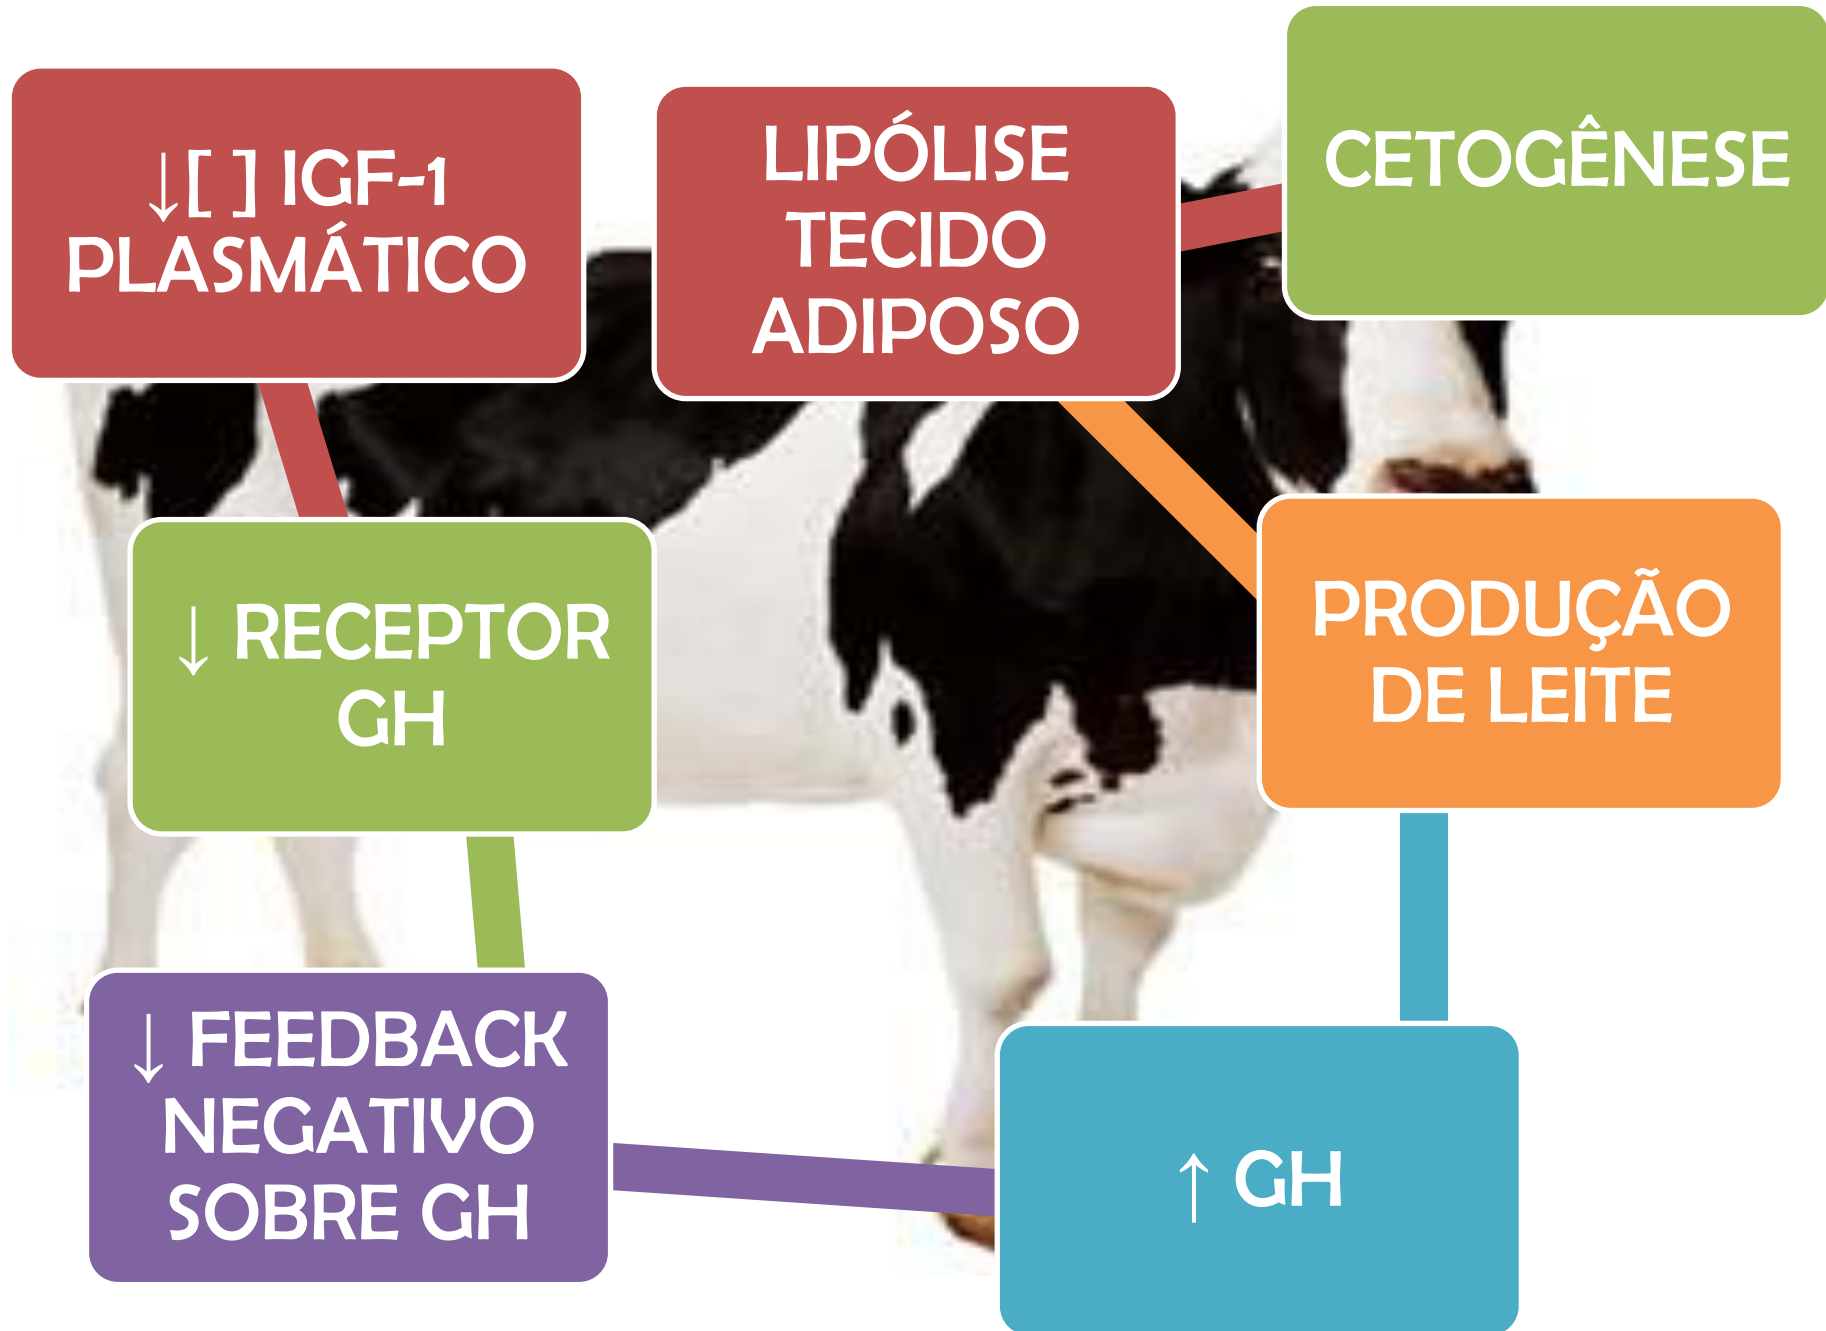 ↓[ ] IGF-1
PLASMÁTICO
LIPÓLISE
TECIDO
ADIPOSO
CETOGÊNESE
↓ RECEPTOR
GH
PRODUÇÃO
DE LEITE
↓ FEEDBACK
NEGATIVO
SOBRE GH
↑ GH